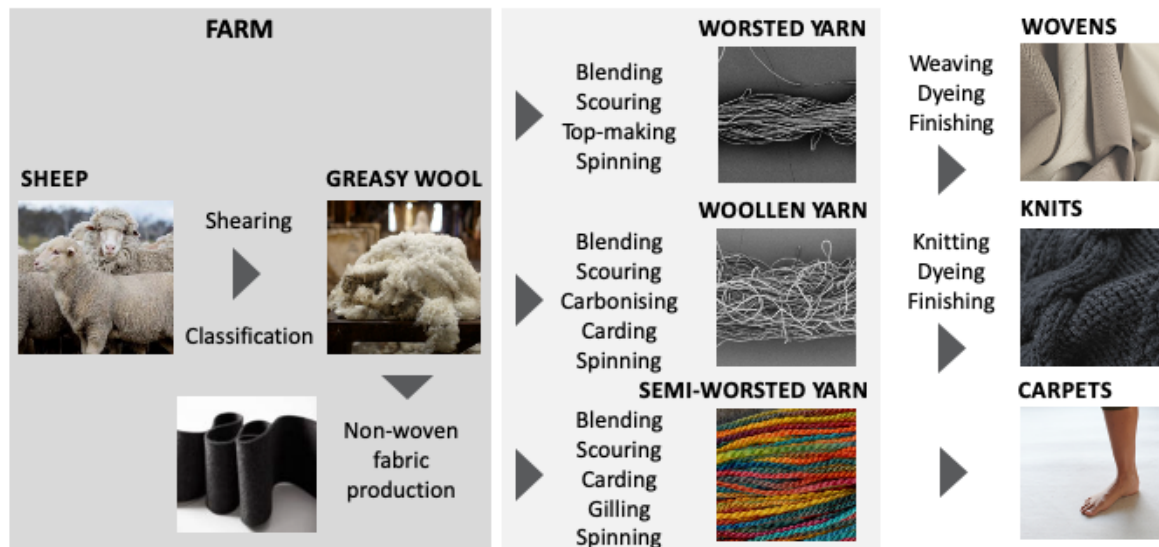 FARM
SHEEP
Shearing
Classification
GREASY WOOL
Non-woven
fabric
production
WORSTED YARN
Blending
Scouring
Top-making
Spinning
WOOLLEN YARN
Blending
Scouring
Carbonising
Carding
Spinning
SEMI-WORSTED YARN
Blending
Scouring
Carding
Gilling
Spinning
WOVENS
Weaving
Dyeing
Finishing
KNITS
Knitting
Dyeing
Finishing
CARPETS